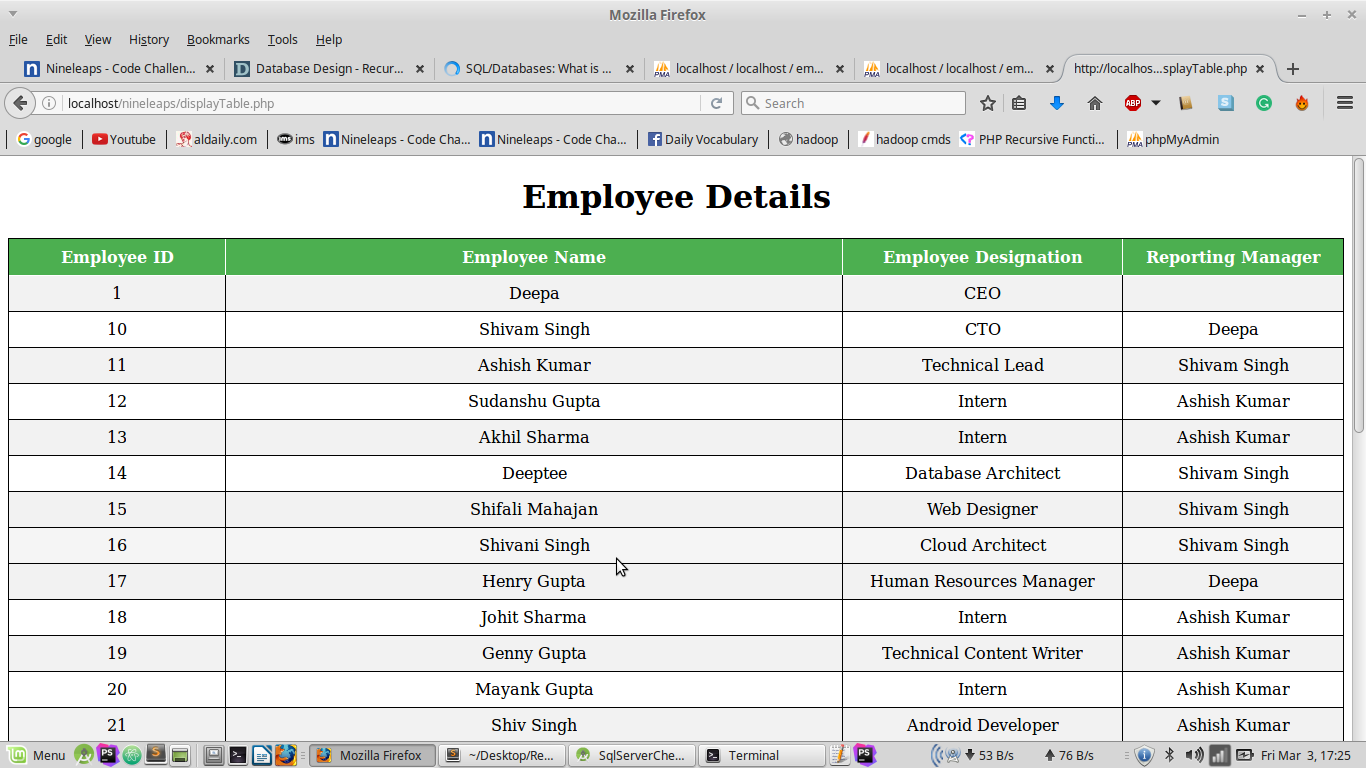 Mozilla Firefox
File Edit View History Bookmarks Tools Help
Nineleaps - Code Challen... Database Design - Recur... SQL/Databases: What is ... localhost / localhost / em... localhost / localhost / em... http://localhos...splayTable.php
localhost/nineleaps/displayTable.php Search ABP
google Youtube aldaily.com ims Nineleaps - Code Cha... Nineleaps - Code Cha... Daily Vocabulary hadoop hadoop cmds PHP Recursive Functi... phpMyAdmin
Employee Details
Employee ID Employee Name Employee Designation Reporting Manager
1 Deepa CEO
10 Shivam Singh CTO Deepa
11 Ashish Kumar Technical Lead Shivam Singh
12 Sudanshu Gupta Intern Ashish Kumar
13 Akhil Sharma Intern Ashish Kumar
14 Deeptee Database Architect Shivam Singh
15 Shifali Mahajan Web Designer Shivam Singh
16 Shivani Singh Cloud Architect Shivam Singh
17 Henry Gupta Human Resources Manager Deepa
18 Johit Sharma Intern Ashish Kumar
19 Genny Gupta Technical Content Writer Ashish Kumar
20 Mayank Gupta Intern Ashish Kumar
21 Shiv Singh Android Developer Ashish Kumar
Menu Mozilla Firefox ~/Desktop/Re... SqlServerChe... Terminal 53 B/s 76 B/s Fri Mar 3, 17:25